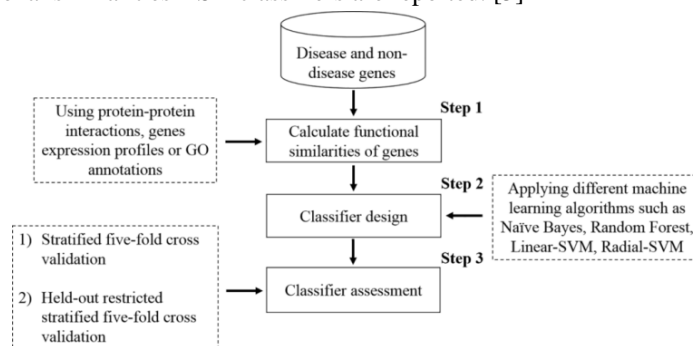 Disease and non-
disease genes
Step 1
Using protein-protein
interactions, genes
expression profiles or GO
annotations
Calculate functional
similarities of genes
Step 2
Classifier design
Applying different machine
learning algorithms such as
Naïve Bayes, Random Forest,
Linear-SVM, Radial-SVM
1) Stratified five-fold cross
validation
2) Held-out restricted
stratified five-fold cross
validation
Step 3
Classifier assessment